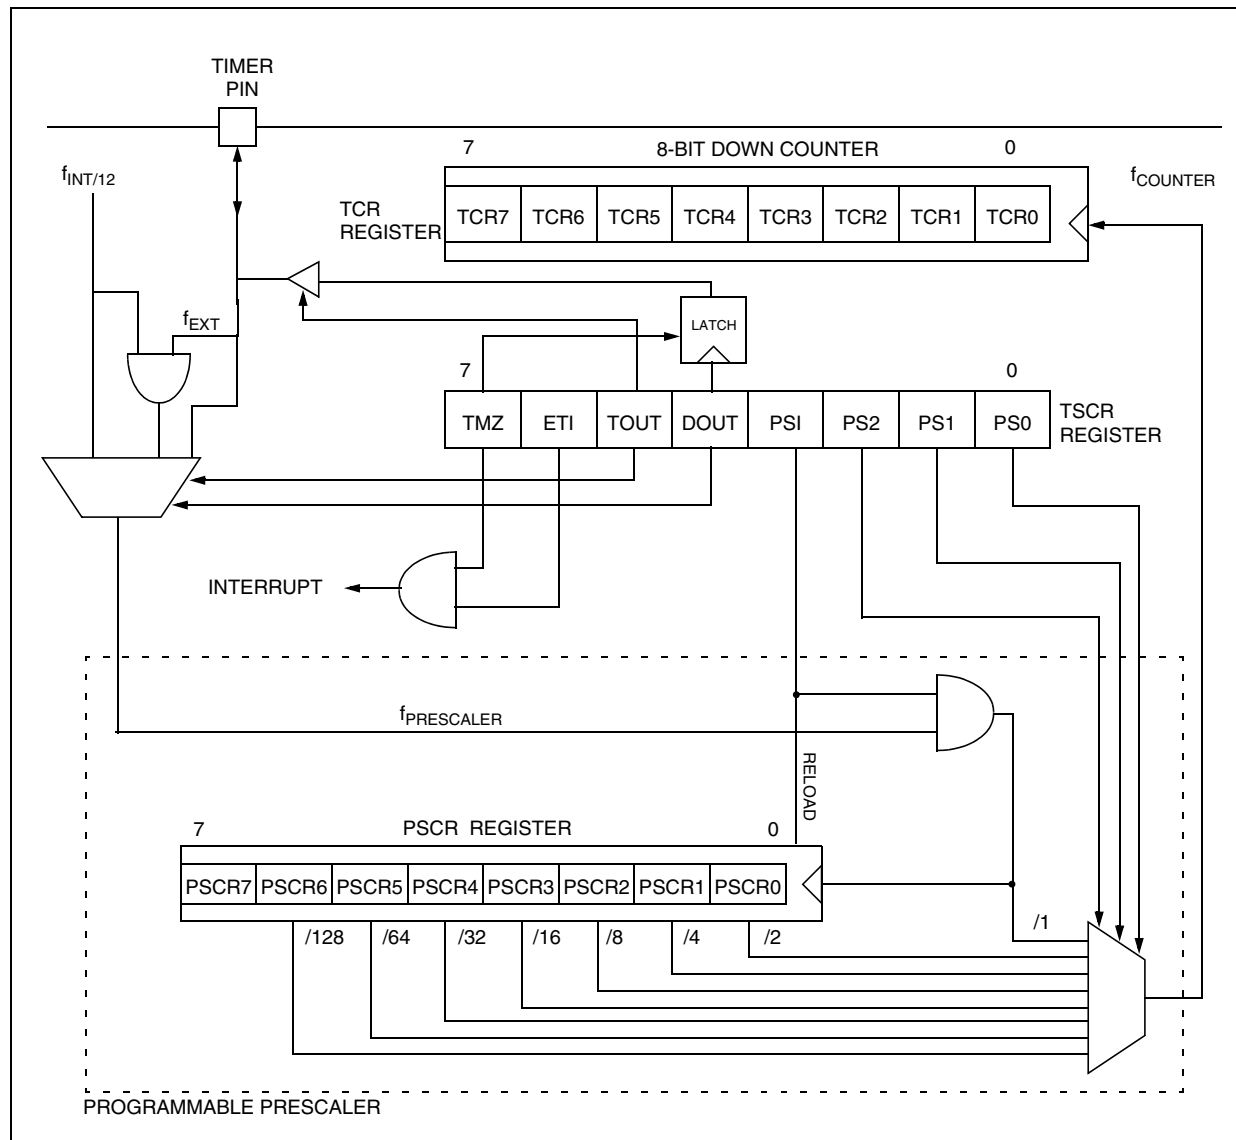 TIMER
PIN
7 8-BIT DOWN COUNTER 0
fINT/12
fCOUNTER
TCR
REGISTER
TCR7 TCR6 TCR5 TCR4 TCR3 TCR2 TCR1 TCR0
fEXT
LATCH
7 0
TMZ ETI TOUT DOUT PSI PS2 PS1 PS0
TSCR
REGISTER
INTERRUPT
fPRESCALER
RELOAD
7 PSCR REGISTER 0
PSCR7 PSCR6 PSCR5 PSCR4 PSCR3 PSCR2 PSCR1 PSCR0
/128 /64 /32 /16 /8 /4 /2
/1
PROGRAMMABLE PRESCALER